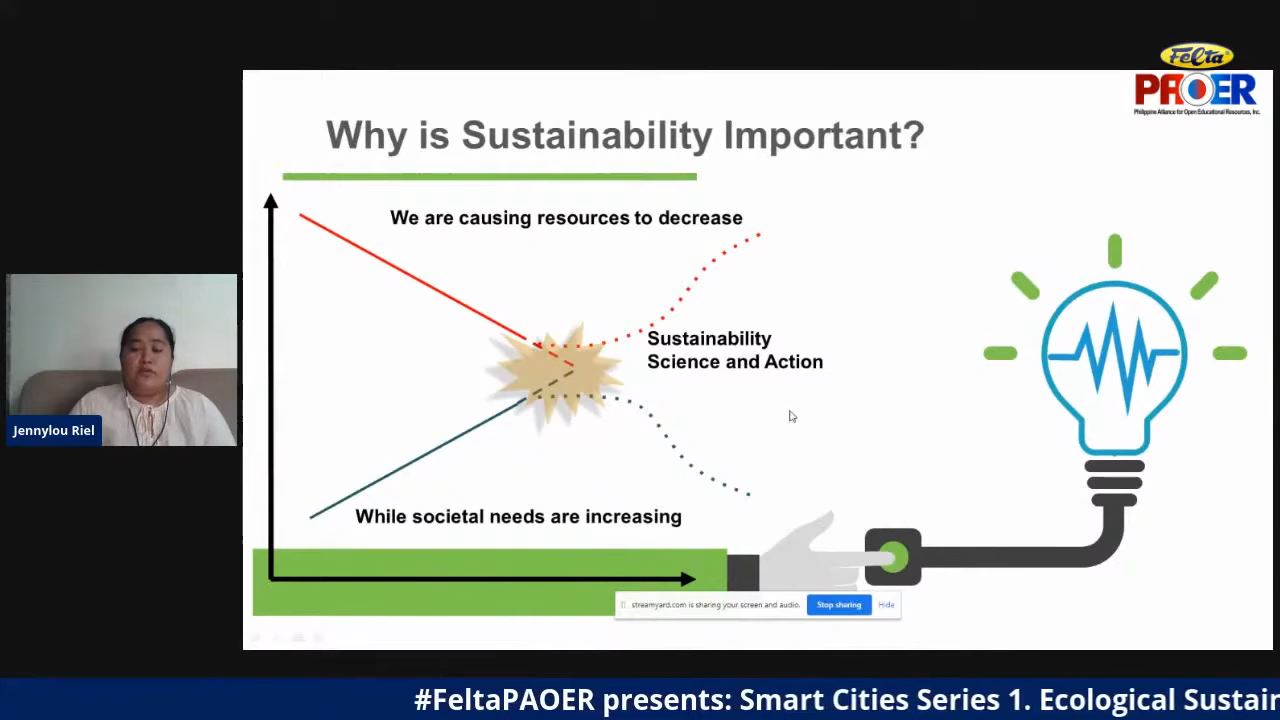 Felta
PAOER
Philippine Alliance for Open Educational Resources, Inc.
Why is Sustainability Important?
We are causing resources to decrease
Sustainability
Science and Action
While societal needs are increasing
Jennylou Riel
streamyard.com is sharing your screen and audio.
Stop sharing
Hide
#FeltaPAOER presents: Smart Cities Series 1. Ecological Sustain